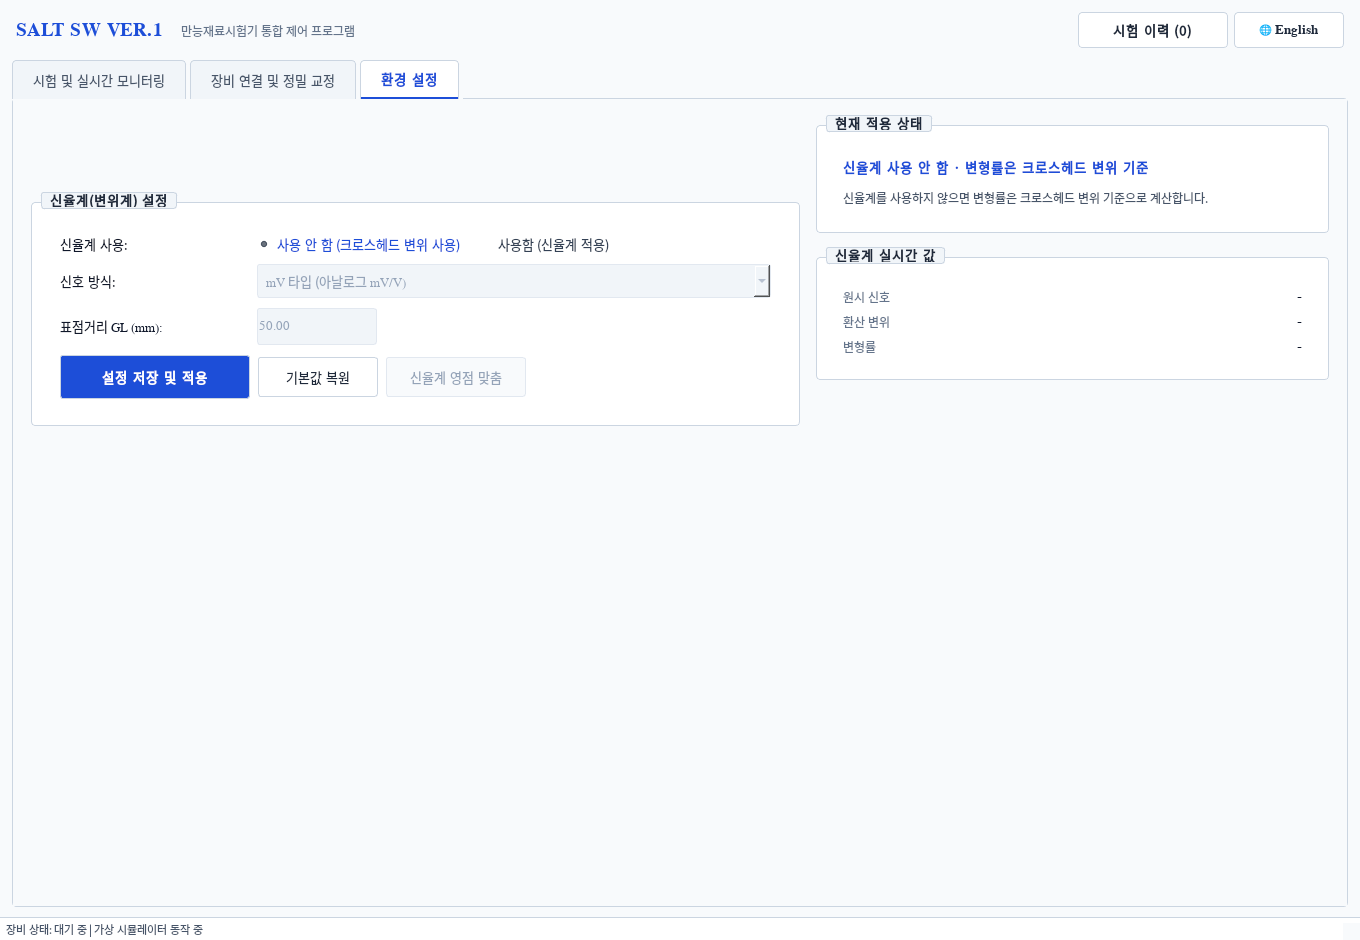 SALT SW VER.1 만능재료시험기 통합 제어 프로그램
시험 이력 (0)
🌐 English
시험 및 실시간 모니터링
장비 연결 및 정밀 교정
환경 설정
신율계(변위계) 설정
신율계 사용:
사용 안 함 (크로스헤드 변위 사용)
사용함 (신율계 적용)
신호 방식:
mV 타입 (아날로그 mV/V)
표점거리 GL (mm):
50.00
설정 저장 및 적용
기본값 복원
신율계 영점 맞춤
현재 적용 상태
신율계 사용 안 함 · 변형률은 크로스헤드 변위 기준
신율계를 사용하지 않으면 변형률은 크로스헤드 변위 기준으로 계산합니다.
신율계 실시간 값
원시 신호 -
환산 변위 -
변형률 -
장비 상태: 대기 중 | 가상 시뮬레이터 동작 중